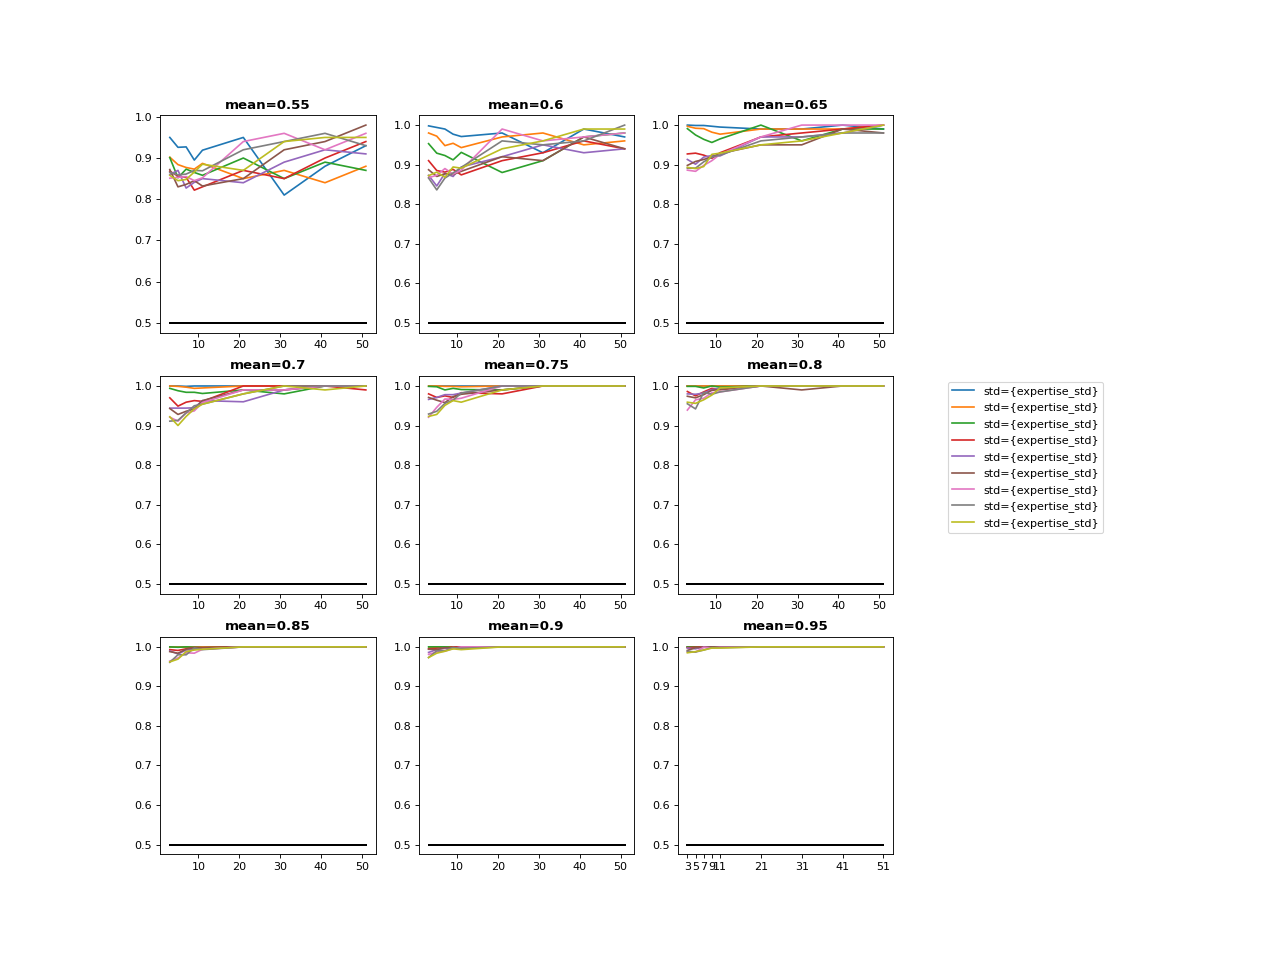 mean=0.55 mean=0.6 mean=0.65
1.0
0.9
0.8
0.7
0.6
0.5
10 20 30 40 50
1.0
0.9
0.8
0.7
0.6
0.5
10 20 30 40 50
1.0
0.9
0.8
0.7
0.6
0.5
10 20 30 40 50
mean=0.7 mean=0.75 mean=0.8
1.0
0.9
0.8
0.7
0.6
0.5
10 20 30 40 50
1.0
0.9
0.8
0.7
0.6
0.5
10 20 30 40 50
1.0
0.9
0.8
0.7
0.6
0.5
10 20 30 40 50
std={expertise_std}
std={expertise_std}
std={expertise_std}
std={expertise_std}
std={expertise_std}
std={expertise_std}
std={expertise_std}
std={expertise_std}
std={expertise_std}
mean=0.85 mean=0.9 mean=0.95
1.0
0.9
0.8
0.7
0.6
0.5
10 20 30 40 50
1.0
0.9
0.8
0.7
0.6
0.5
10 20 30 40 50
1.0
0.9
0.8
0.7
0.6
0.5
3 5 7 9 11 21 31 41 51